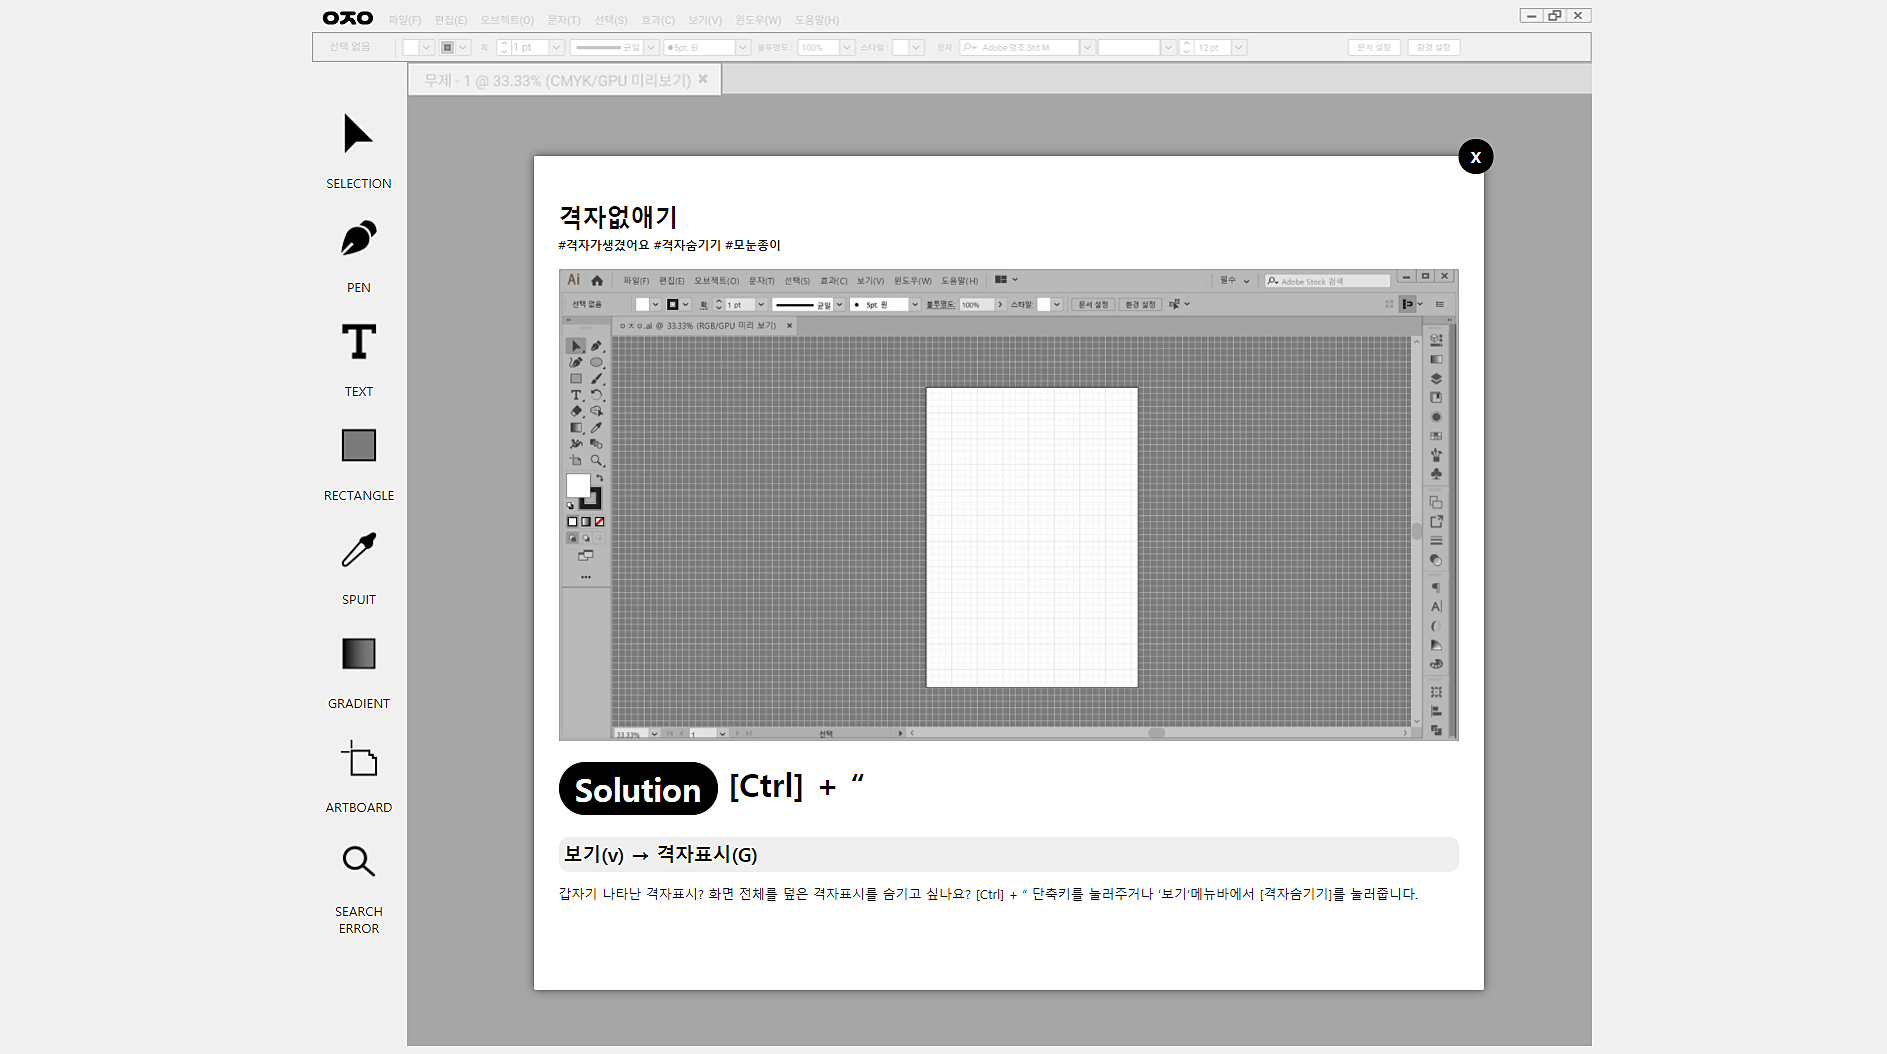 OㅈO 파일(F) 편집(E) 오브젝트(O) 문자(T) 선택(S) 효과(C) 보기(V) 윈도우(W) 도움말(H)
선택 없음 획: 1 pt 균일 5pt. 원 불투명도: 100% 스타일: 문자: Adobe 명조 Std M 12 pt 문서 설정 환경 설정
무제 - 1 @ 33.33% (CMYK/GPU 미리보기) ×
SELECTION
PEN
TEXT
RECTANGLE
SPUIT
GRADIENT
ARTBOARD
SEARCH
ERROR
X
격자없애기
#격자가생겼어요 #격자숨기기 #모눈종이
Ai 파일(F) 편집(E) 오브젝트(O) 문자(T) 선택(S) 효과(C) 보기(V) 윈도우(W) 도움말(H) 필수 Adobe Stock 검색
선택 없음 획: 1 pt 균일 5pt. 원 불투명도: 100% 스타일: 문서 설정 환경 설정
ㅇㅈㅇ.ai @ 33.33% (RGB/GPU 미리 보기) ×
33.33% 1 선택
Solution [Ctrl] + “
보기(v) → 격자표시(G)
갑자기 나타난 격자표시? 화면 전체를 덮은 격자표시를 숨기고 싶나요? [Ctrl] + “ 단축키를 눌러주거나 ‘보기’메뉴바에서 [격자숨기기]를 눌러줍니다.